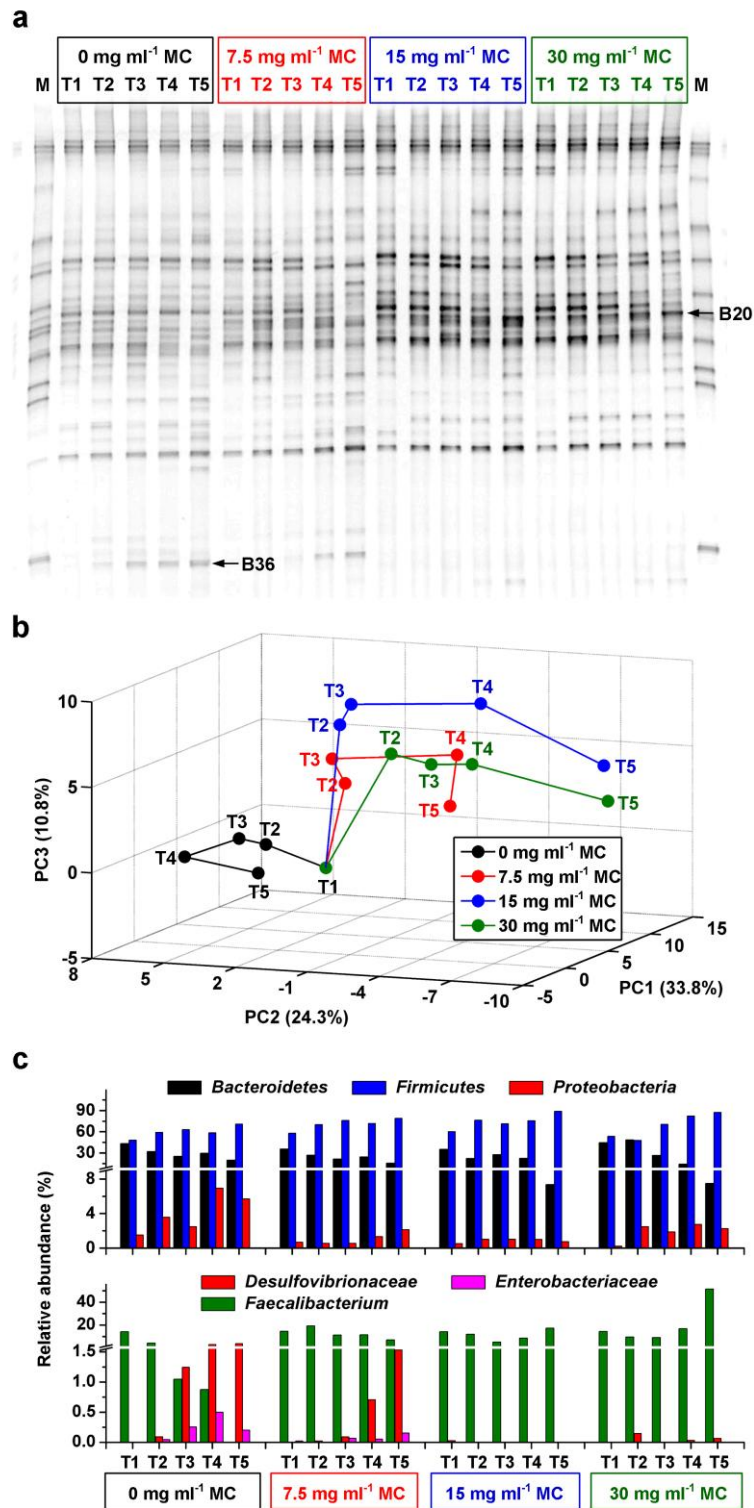 a
0 mg ml⁻¹ MC 7.5 mg ml⁻¹ MC 15 mg ml⁻¹ MC 30 mg ml⁻¹ MC
M T1 T2 T3 T4 T5 T1 T2 T3 T4 T5 T1 T2 T3 T4 T5 T1 T2 T3 T4 T5 M
B20
B36
b
10
T3 T4
T2
T3 T2 T4 T4 T5
5
T2 T3
T5 T5
PC3 (10.8%)
T3 T2
0
T4
T5 T1
-5
0 mg ml⁻¹ MC
7.5 mg ml⁻¹ MC
15 mg ml⁻¹ MC
30 mg ml⁻¹ MC
8 5 2 -1 -4 -7 -10
PC2 (24.3%)
-5 0 5 10 15
PC1 (33.8%)
c
Bacteroidetes Firmicutes Proteobacteria
90
60
30
8
4
0
Relative abundance (%)
Desulfovibrionaceae Enterobacteriaceae
Faecalibacterium
40
20
1.5
1.0
0.5
0.0
T1 T2 T3 T4 T5 T1 T2 T3 T4 T5 T1 T2 T3 T4 T5 T1 T2 T3 T4 T5
0 mg ml⁻¹ MC 7.5 mg ml⁻¹ MC 15 mg ml⁻¹ MC 30 mg ml⁻¹ MC